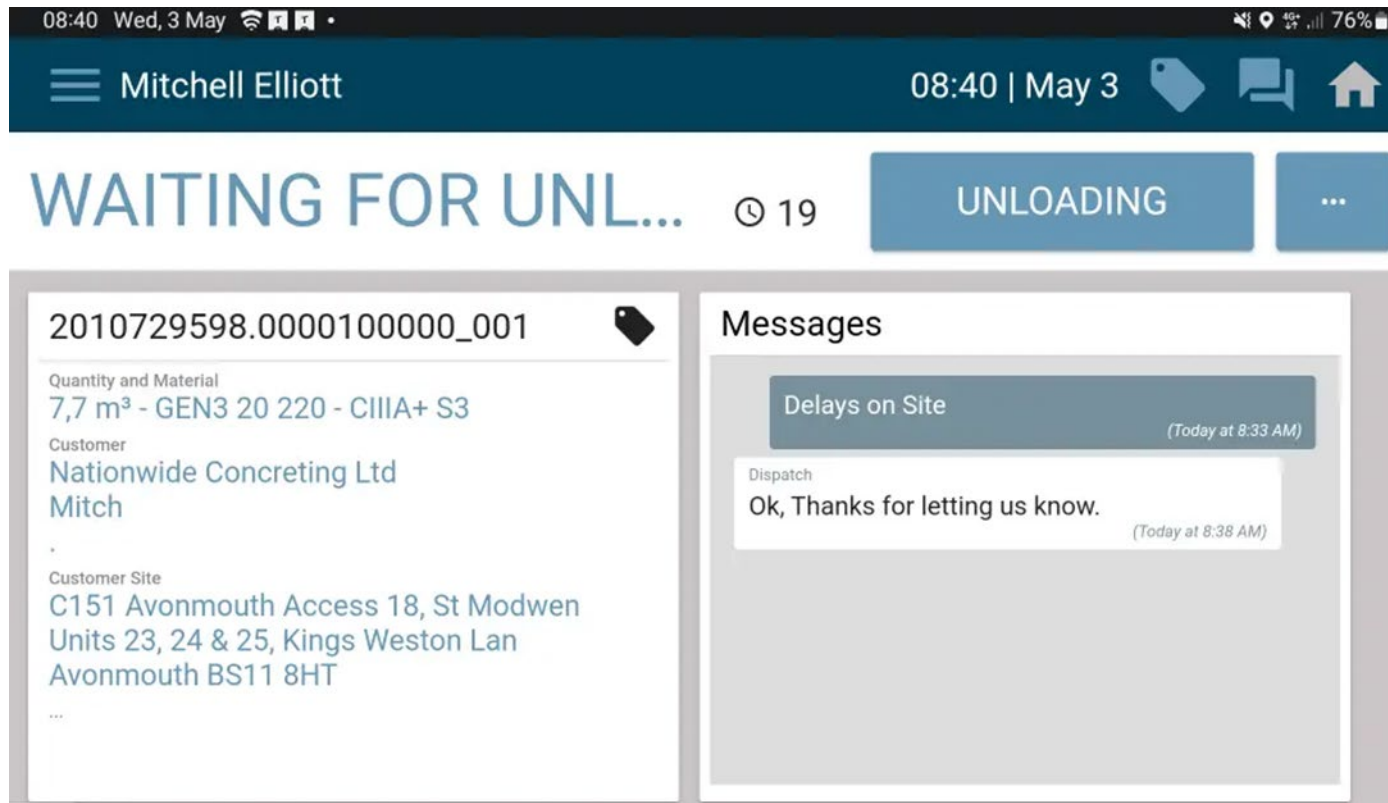 08:40 Wed, 3 May
4G+ 76%
Mitchell Elliott
08:40 | May 3
WAITING FOR UNL...
19
UNLOADING
...
2010729598.0000100000_001
Quantity and Material
7,7 m³ - GEN3 20 220 - CIIIA+ S3
Customer
Nationwide Concreting Ltd
Mitch
.
Customer Site
C151 Avonmouth Access 18, St Modwen
Units 23, 24 & 25, Kings Weston Lan
Avonmouth BS11 8HT
...
Messages
Delays on Site
(Today at 8:33 AM)
Dispatch
Ok, Thanks for letting us know.
(Today at 8:38 AM)